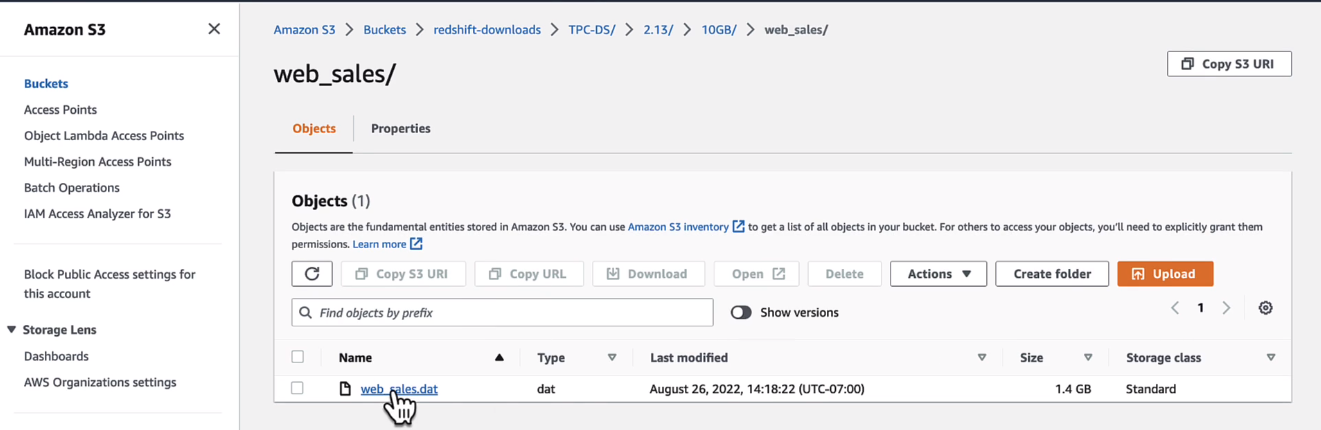 Amazon S3
Buckets
Access Points
Object Lambda Access Points
Multi-Region Access Points
Batch Operations
IAM Access Analyzer for S3
Block Public Access settings for
this account
Storage Lens
Dashboards
AWS Organizations settings
Amazon S3 > Buckets > redshift-downloads > TPC-DS/ > 2.13/ > 10GB/ > web_sales/
web_sales/
Copy S3 URI
Objects Properties
Objects (1)
Objects are the fundamental entities stored in Amazon S3. You can use Amazon S3 inventory to get a list of all objects in your bucket. For others to access your objects, you'll need to explicitly grant them
permissions. Learn more
Copy S3 URI Copy URL Download Open Delete Actions Create folder Upload
Find objects by prefix Show versions 1
Name Type Last modified Size Storage class
web_sales.dat dat August 26, 2022, 14:18:22 (UTC-07:00) 1.4 GB Standard